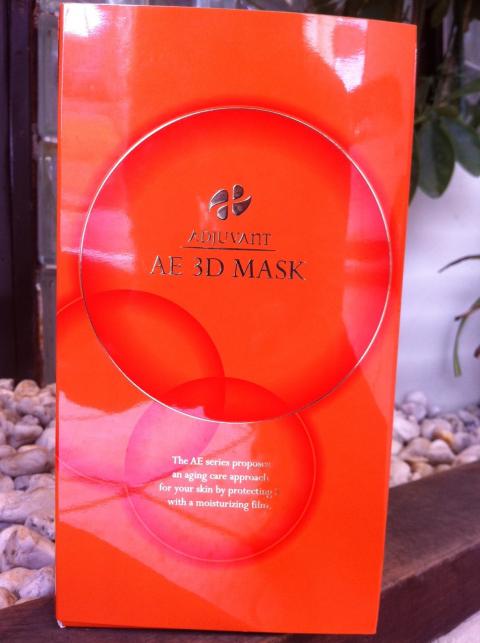 ADJUVANT
AE 3D MASK
The AE series proposes
an aging care approach
for your skin by protecting
with a moisturizing film.